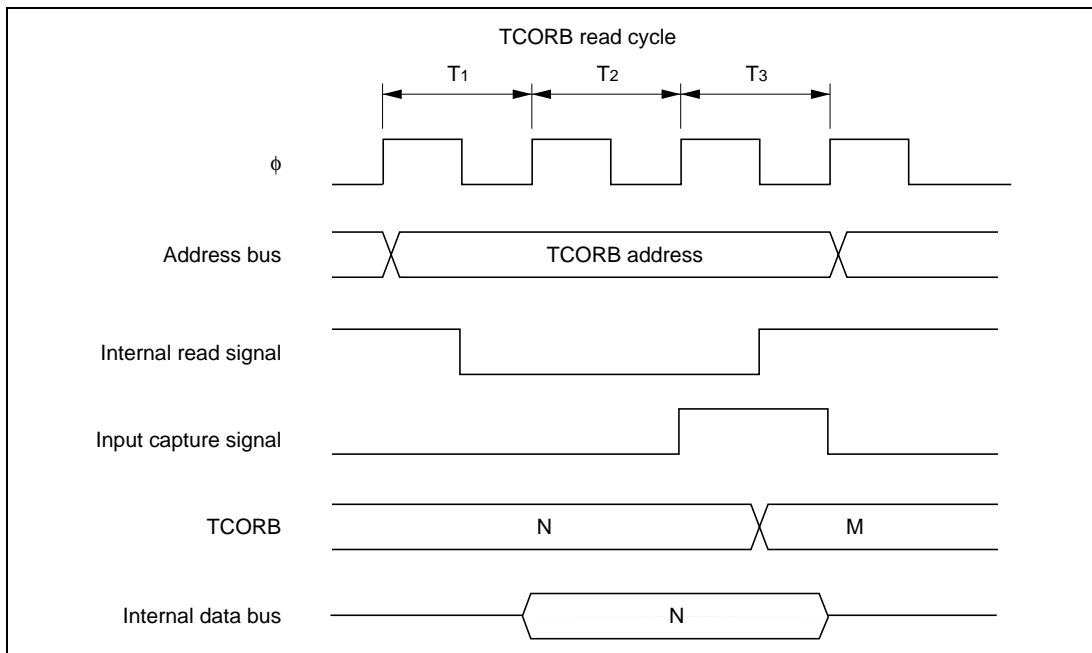 TCORB read cycle
T1 T2 T3
ϕ
Address bus TCORB address
Internal read signal
Input capture signal
TCORB N M
Internal data bus N